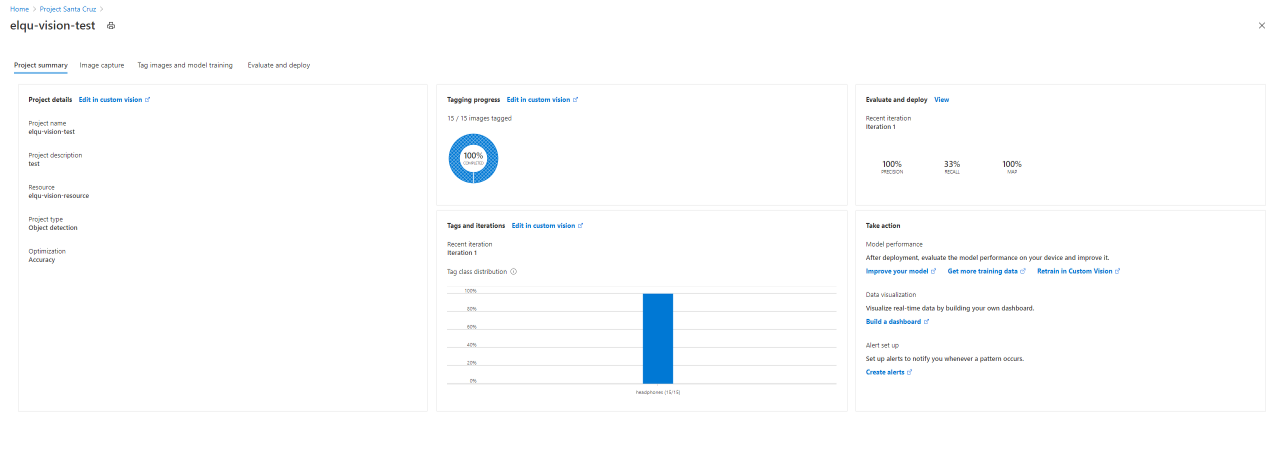 Home > Project Santa Cruz >
elqu-vision-test
Project summary Image capture Tag images and model training Evaluate and deploy
Project details Edit in custom vision
Project name
elqu-vision-test
Project description
test
Resource
elqu-vision-resource
Project type
Object detection
Optimization
Accuracy
Tagging progress Edit in custom vision
15 / 15 images tagged
100%
COMPLETED
Tags and iterations Edit in custom vision
Recent iteration
Iteration 1
Tag class distribution
100%
80%
60%
40%
20%
0%
headphones (15/15)
Evaluate and deploy View
Recent iteration
Iteration 1
100% 33% 100%
PRECISION RECALL MAP
Take action
Model performance
After deployment, evaluate the model performance on your device and improve it.
Improve your model Get more training data Retrain in Custom Vision
Data visualization
Visualize real-time data by building your own dashboard.
Build a dashboard
Alert set up
Set up alerts to notify you whenever a pattern occurs.
Create alerts